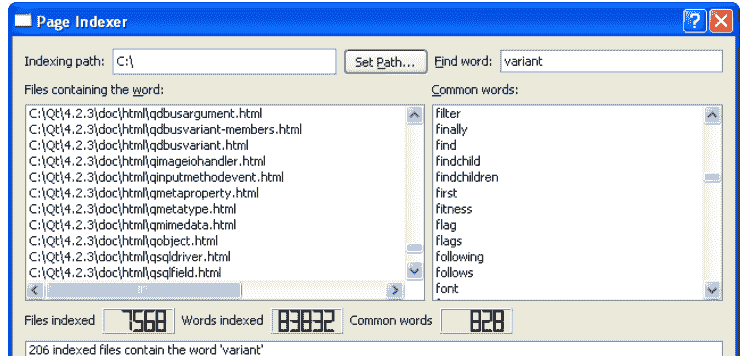 Page Indexer
Indexing path: C:\ Set Path... Find word: variant
Files containing the word: Common words:
C:\Qt\4.2.3\doc\html\qdbusargument.html
C:\Qt\4.2.3\doc\html\qdbusvariant-members.html
C:\Qt\4.2.3\doc\html\qdbusvariant.html
C:\Qt\4.2.3\doc\html\qimageiohandler.html
C:\Qt\4.2.3\doc\html\qinputmethodevent.html
C:\Qt\4.2.3\doc\html\qmetaproperty.html
C:\Qt\4.2.3\doc\html\qmetatype.html
C:\Qt\4.2.3\doc\html\qmimedata.html
C:\Qt\4.2.3\doc\html\qobject.html
C:\Qt\4.2.3\doc\html\qsqldriver.html
C:\Qt\4.2.3\doc\html\qsqlfield.html
filter
finally
find
findchild
findchildren
first
fitness
flag
flags
following
follows
font
Files indexed 7568 Words indexed 83832 Common words 828
206 indexed files contain the word 'variant'